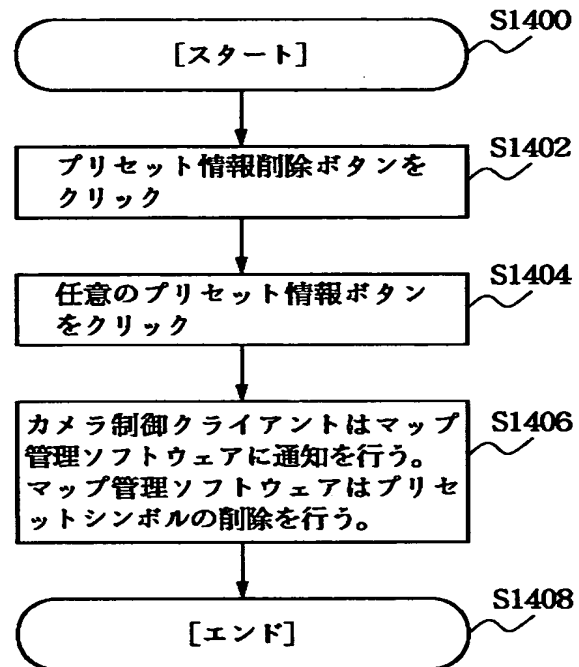 S1400
[スタート]
S1402
プリセット情報削除ボタンを
クリック
S1404
任意のプリセット情報ボタン
をクリック
S1406
カメラ制御クライアントはマップ
管理ソフトウェアに通知を行う。
マップ管理ソフトウェアはプリセ
ットシンボルの削除を行う。
S1408
[エンド]